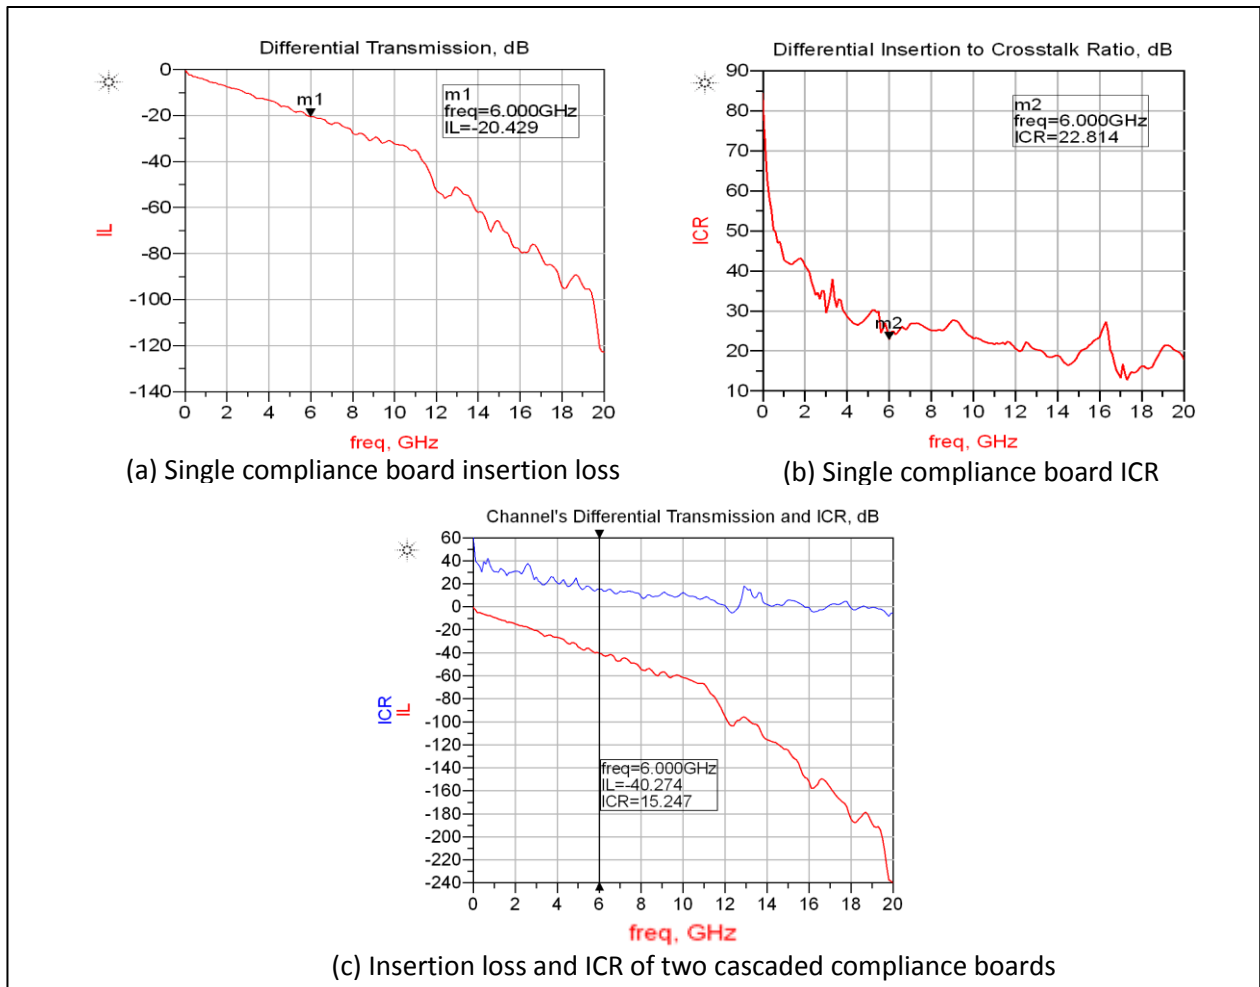 Differential Transmission, dB
0
-20
-40
-60
-80
-100
-120
-140
IL
m1
m1
freq=6.000GHz
IL=-20.429
0 2 4 6 8 10 12 14 16 18 20
freq, GHz
(a) Single compliance board insertion loss
Differential Insertion to Crosstalk Ratio, dB
90
80
70
60
50
40
30
20
10
ICR
m2
m2
freq=6.000GHz
ICR=22.814
0 2 4 6 8 10 12 14 16 18 20
freq, GHz
(b) Single compliance board ICR
Channel's Differential Transmission and ICR, dB
60
40
20
0
-20
-40
-60
-80
-100
-120
-140
-160
-180
-200
-220
-240
ICR
IL
freq=6.000GHz
IL=-40.274
ICR=15.247
0 2 4 6 8 10 12 14 16 18 20
freq, GHz
(c) Insertion loss and ICR of two cascaded compliance boards